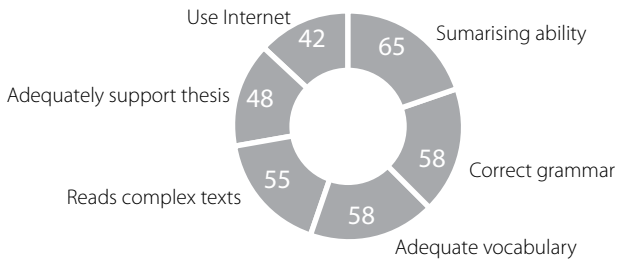 Use Internet
42
65
Sumarising ability
Adequately support thesis
48
58
Correct grammar
55
Reads complex texts
58
Adequate vocabulary